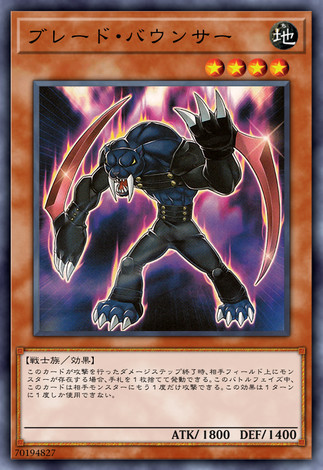 ブレード・バウンサー
地
【戦士族／効果】
このカードが攻撃を行ったダメージステップ終了時、相手フィールド上にモン
スターが存在する場合、手札を1枚捨てて発動できる。このバトルフェイズ中、
このカードは相手モンスターにもう1度だけ攻撃できる。この効果は1ターン
に1度しか使用できない。
ATK/1800 DEF/1400
70194827